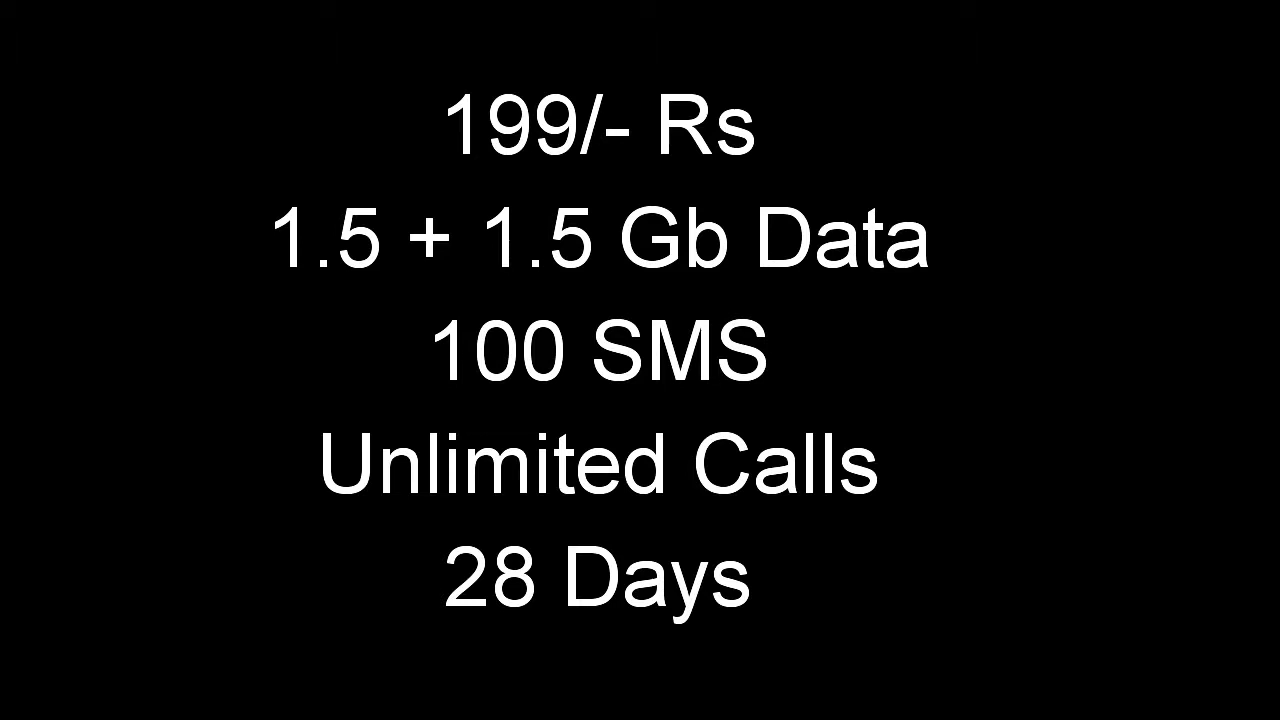 199/- Rs
1.5 + 1.5 Gb Data
100 SMS
Unlimited Calls
28 Days